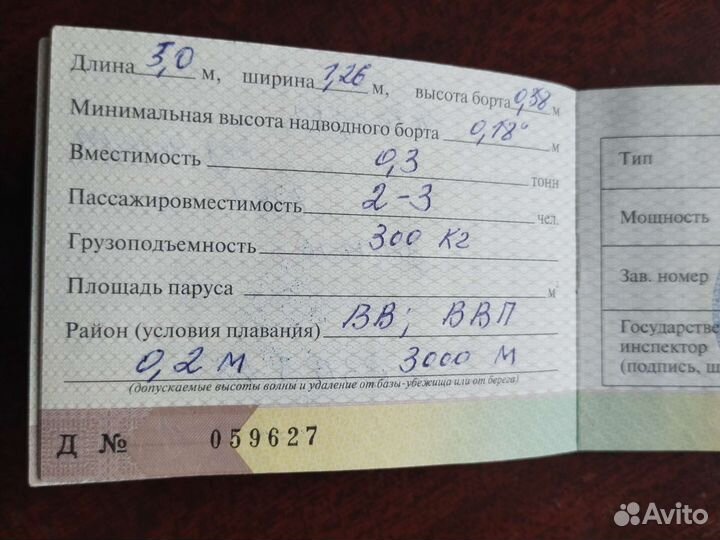 Длина 5,0 м, ширина 1,26 м, высота борта 0,38 м
Минимальная высота надводного борта 0,18 м
Вместимость 0,3 тонн
Пассажировместимость 2-3 чел.
Грузоподъемность 300 кг
Площадь паруса м²
Район (условия плавания) ВВ; ВВП
0,2 м 3000 м
(допускаемые высоты волны и удаление от базы-убежища или от берега)
Д № 059627
Тип
Мощность
Зав. номер
Государстве
инспектор
(подпись, ш
Avito